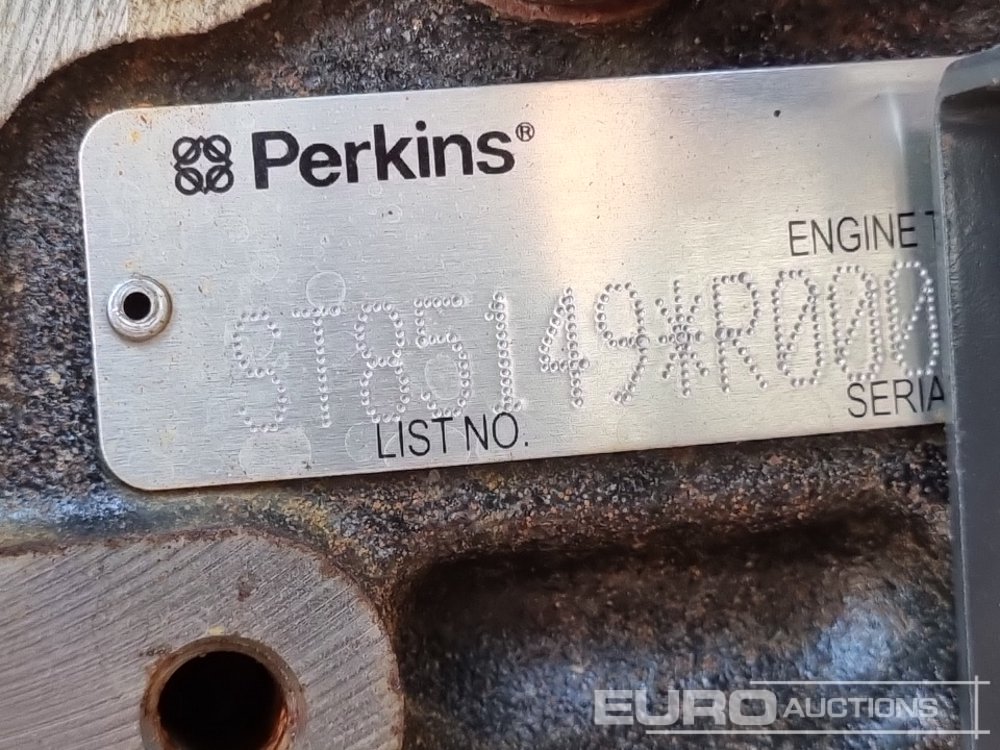 Perkins®
ENGINE T
ST85149*R000
LIST NO.
SERIA
EURO AUCTIONS